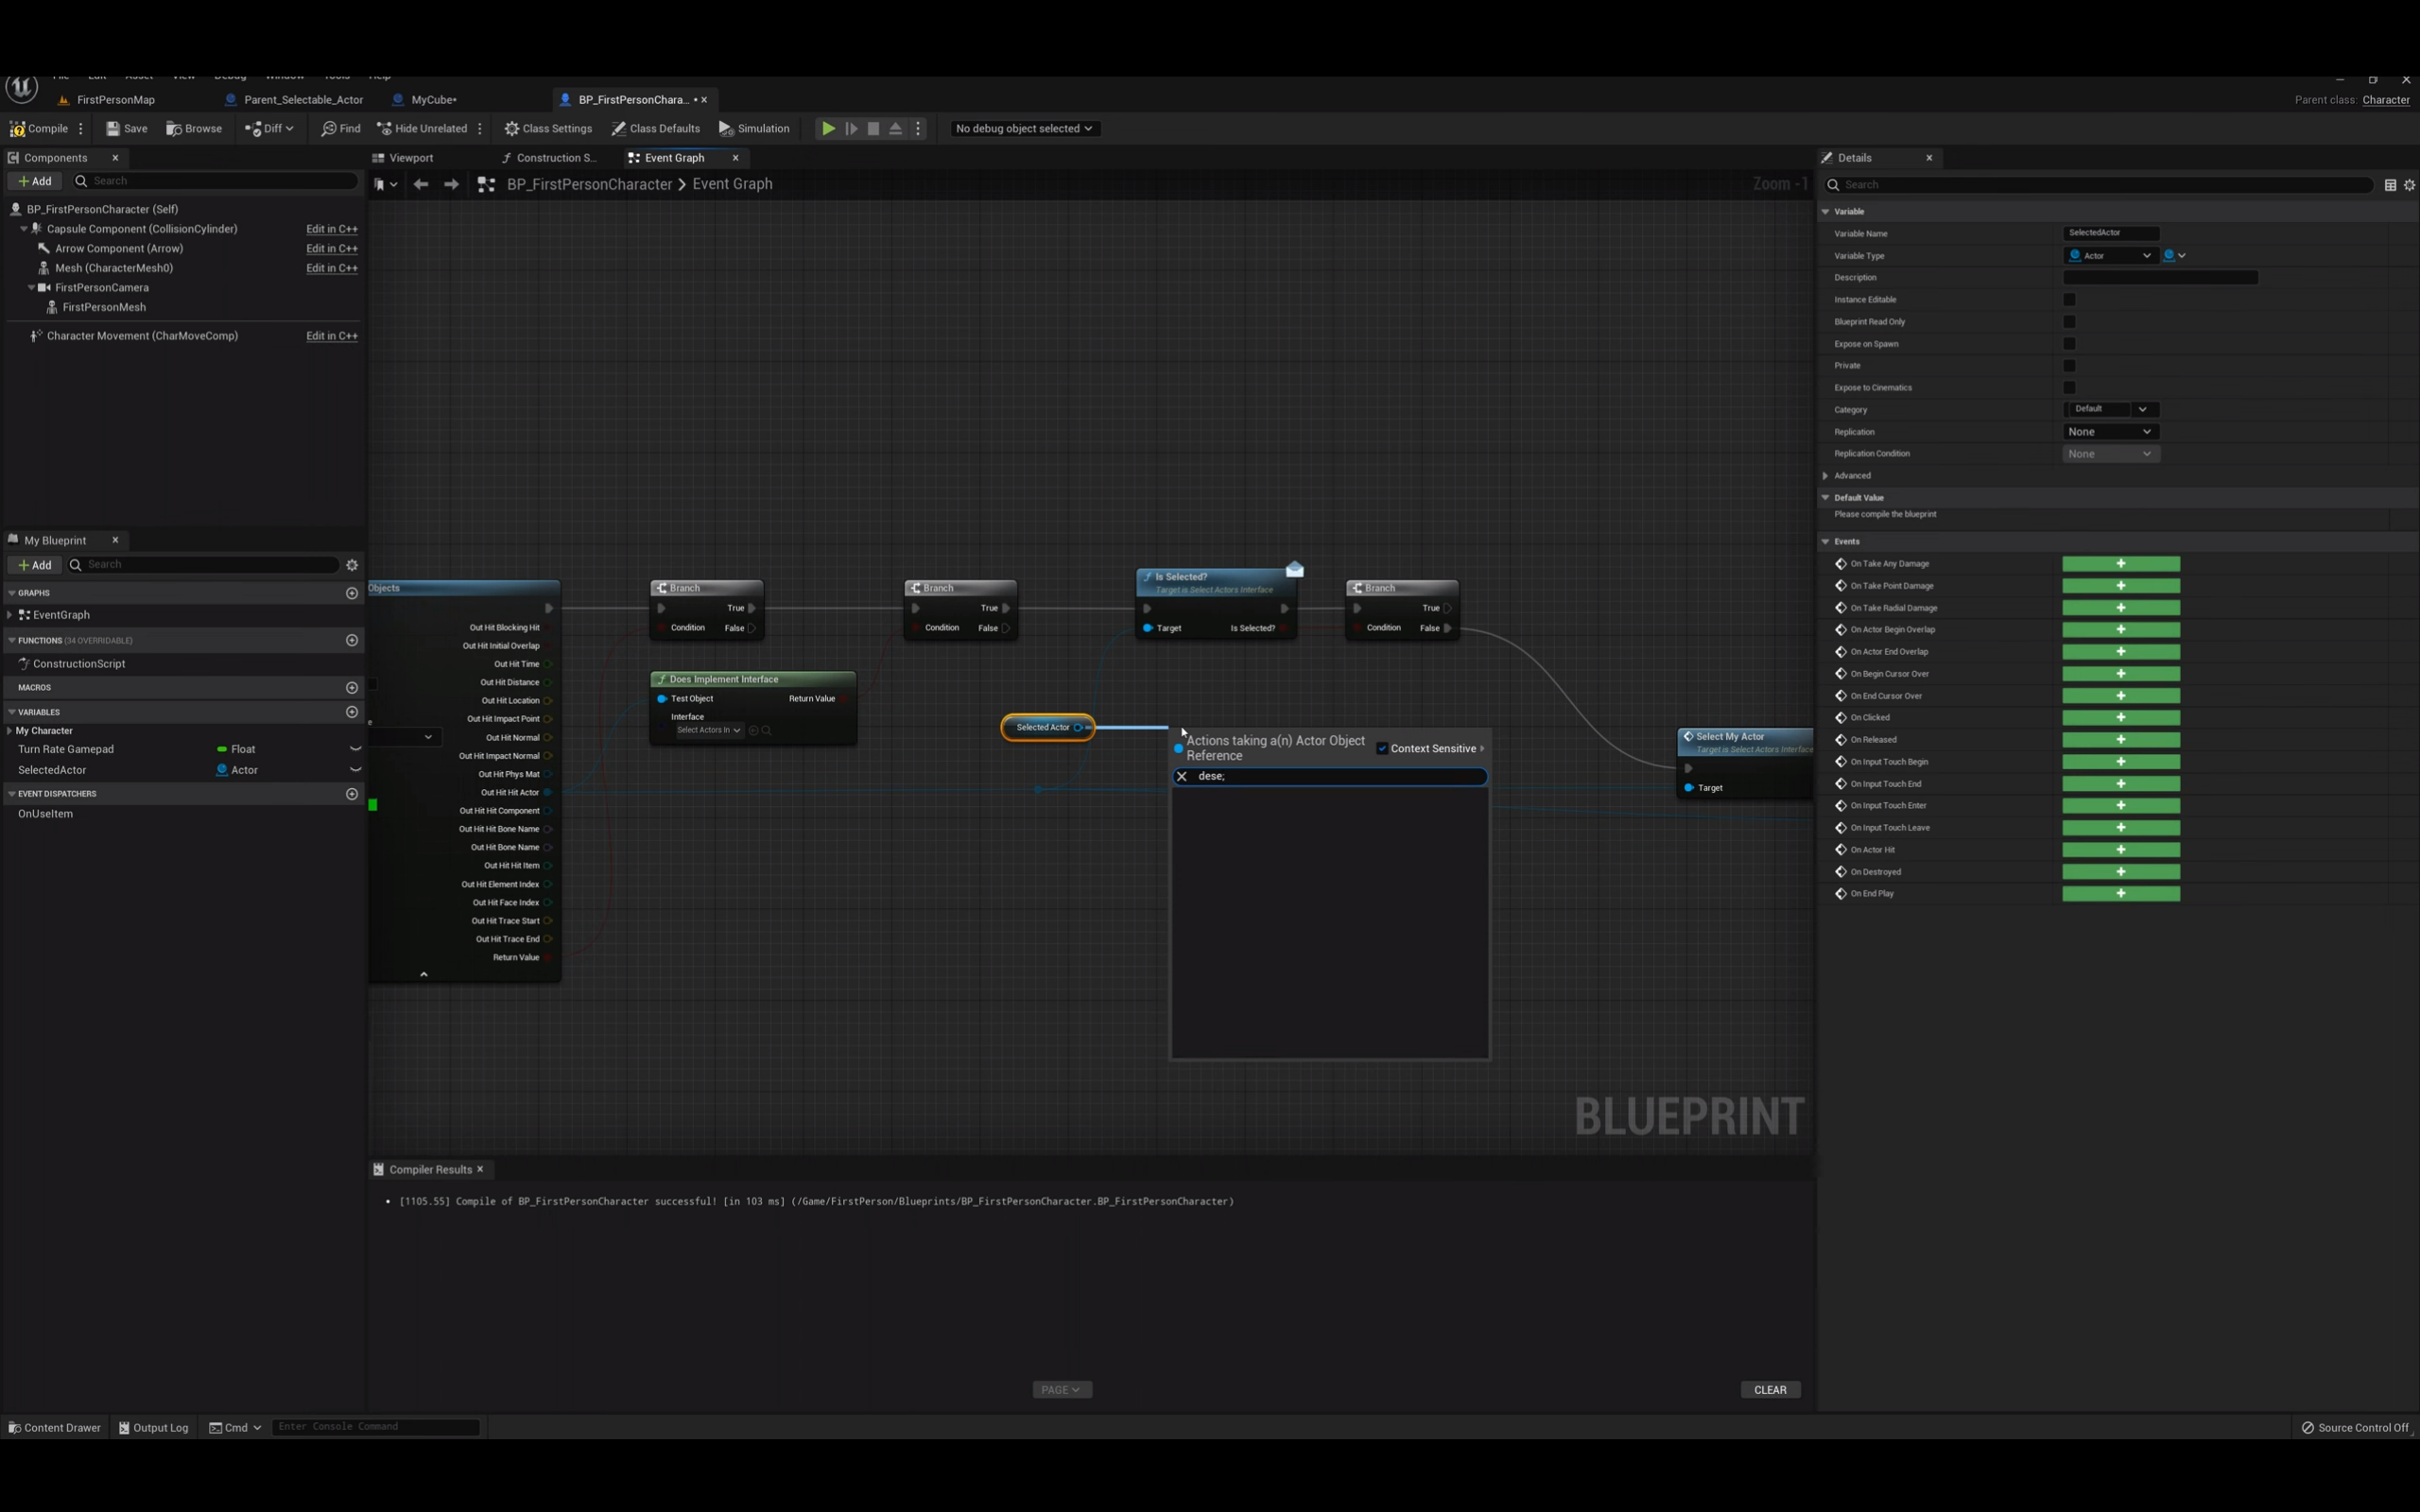 File Edit Asset View Debug Window Tools Help
FirstPersonMap
Parent_Selectable_Actor
MyCube•
BP_FirstPersonChara... •
Parent class: Character
Compile
Save
Browse
Diff
Find
Hide Unrelated
Class Settings
Class Defaults
Simulation
No debug object selected
Components
Add
Search
BP_FirstPersonCharacter (Self)
Capsule Component (CollisionCylinder) Edit in C++
Arrow Component (Arrow) Edit in C++
Mesh (CharacterMesh0) Edit in C++
FirstPersonCamera
FirstPersonMesh
Character Movement (CharMoveComp) Edit in C++
My Blueprint
Add
Search
GRAPHS
EventGraph
FUNCTIONS (34 OVERRIDABLE)
ConstructionScript
MACROS
VARIABLES
My Character
Turn Rate Gamepad Float
SelectedActor Actor
EVENT DISPATCHERS
OnUseItem
Viewport
Construction S...
Event Graph
BP_FirstPersonCharacter > Event Graph
Zoom -1
Objects
Out Hit Blocking Hit
Out Hit Initial Overlap
Out Hit Time
Out Hit Distance
Out Hit Location
Out Hit Impact Point
Out Hit Normal
Out Hit Impact Normal
Out Hit Phys Mat
Out Hit Hit Actor
Out Hit Hit Component
Out Hit Hit Bone Name
Out Hit Bone Name
Out Hit Hit Item
Out Hit Element Index
Out Hit Face Index
Out Hit Trace Start
Out Hit Trace End
Return Value
e
Branch
True
Condition False
Does Implement Interface
Test Object Return Value
Interface
Select Actors In
Branch
True
Condition False
Is Selected?
Target is Select Actors Interface
Target Is Selected?
Branch
True
Condition False
Selected Actor
Actions taking a(n) Actor Object
Reference
Context Sensitive
dese;
Select My Actor
Target is Select Actors Interface
Target
BLUEPRINT
Compiler Results
• [1105.55] Compile of BP_FirstPersonCharacter successful! [in 103 ms] (/Game/FirstPerson/Blueprints/BP_FirstPersonCharacter.BP_FirstPersonCharacter)
PAGE
CLEAR
Details
Search
Variable
Variable Name SelectedActor
Variable Type Actor
Description
Instance Editable
Blueprint Read Only
Expose on Spawn
Private
Expose to Cinematics
Category Default
Replication None
Replication Condition None
Advanced
Default Value
Please compile the blueprint
Events
On Take Any Damage
On Take Point Damage
On Take Radial Damage
On Actor Begin Overlap
On Actor End Overlap
On Begin Cursor Over
On End Cursor Over
On Clicked
On Released
On Input Touch Begin
On Input Touch End
On Input Touch Enter
On Input Touch Leave
On Actor Hit
On Destroyed
On End Play
Content Drawer
Output Log
Cmd
Enter Console Command
Source Control Off